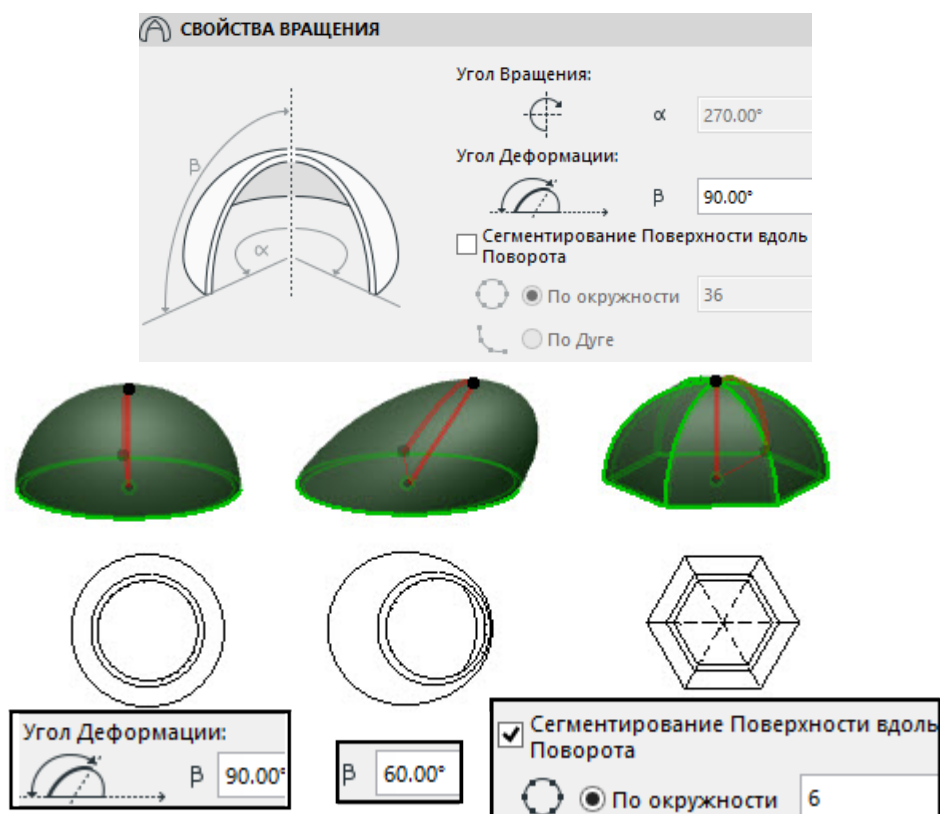 СВОЙСТВА ВРАЩЕНИЯ
Угол Вращения:
α 270.00°
Угол Деформации:
β 90.00°
Сегментирование Поверхности вдоль
Поворота
По окружности 36
По Дуге
β
α
Угол Деформации:
β 90.00°
β 60.00°
Сегментирование Поверхности вдоль
Поворота
По окружности 6